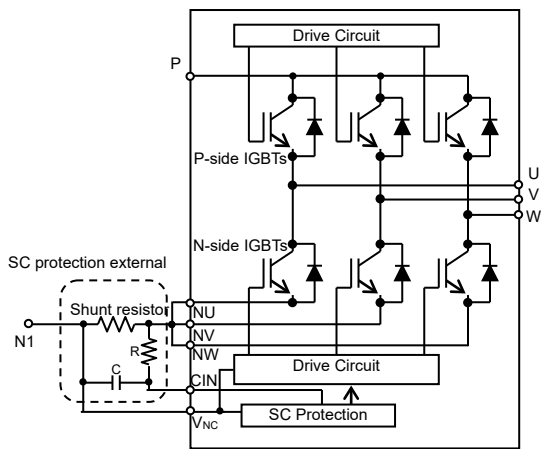 Drive Circuit
P
P-side IGBTs
U
V
W
N-side IGBTs
SC protection external
Shunt resistor
NU
N1
NV
R
NW
C
CIN
Drive Circuit
VNC
SC Protection